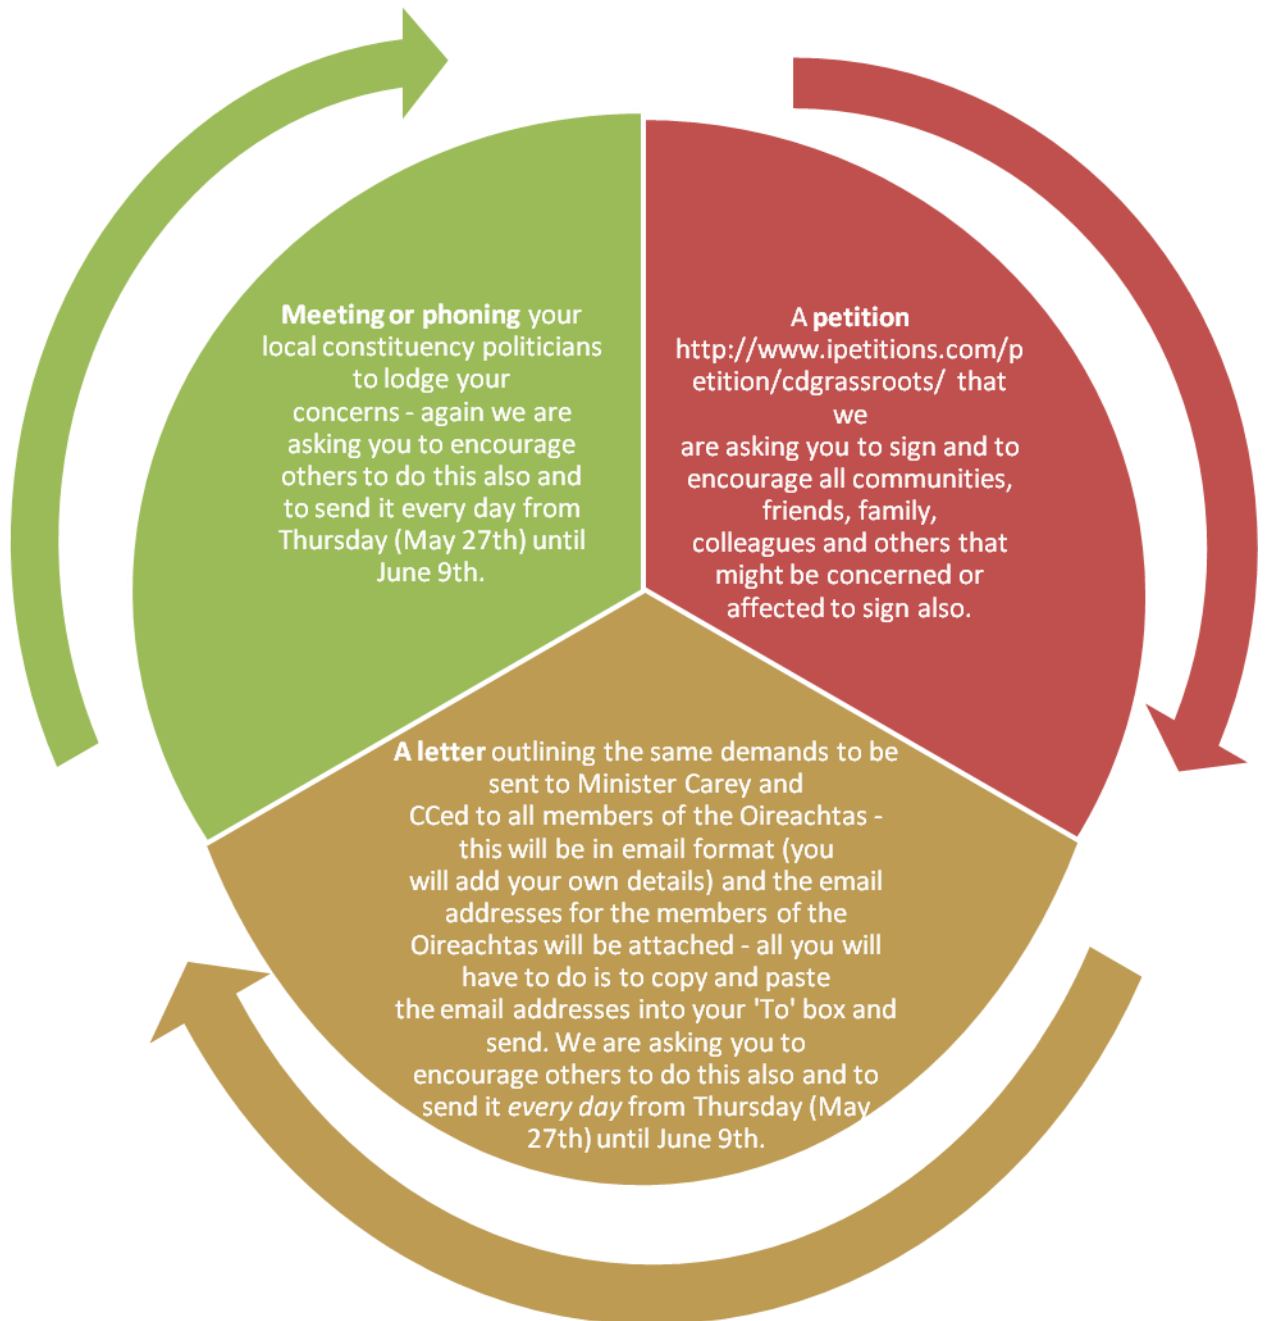 Meeting or phoning your
local constituency politicians
to lodge your
concerns - again we are
asking you to encourage
others to do this also and
to send it every day from
Thursday (May 27th) until
June 9th.
A petition
http://www.ipetitions.com/p
etition/cdgrassroots/ that
we
are asking you to sign and to
encourage all communities,
friends, family,
colleagues and others that
might be concerned or
affected to sign also.
A letter outlining the same demands to be
sent to Minister Carey and
CCed to all members of the Oireachtas -
this will be in email format (you
will add your own details) and the email
addresses for the members of the
Oireachtas will be attached - all you will
have to do is to copy and paste
the email addresses into your 'To' box and
send. We are asking you to
encourage others to do this also and to
send it every day from Thursday (May
27th) until June 9th.